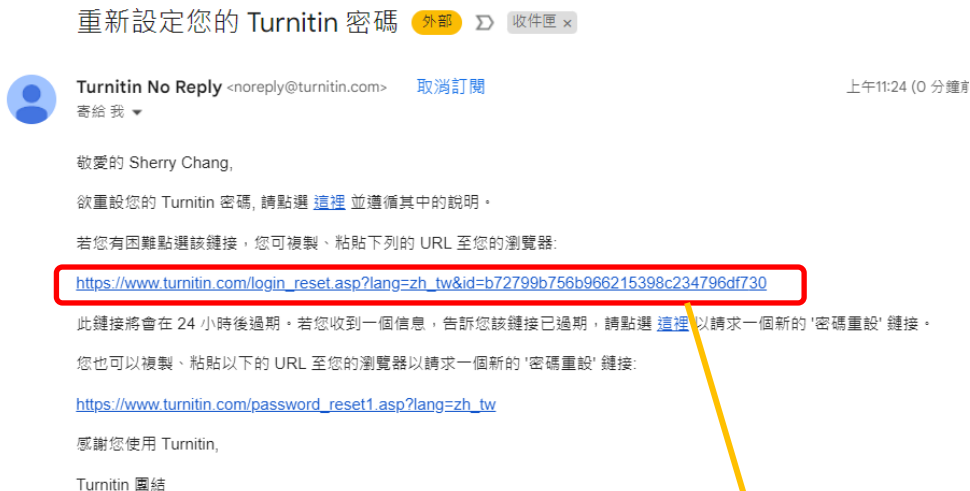 重新設定您的 Turnitin 密碼 外部 收件匣 ×
Turnitin No Reply <noreply@turnitin.com> 取消訂閱 上午11:24 (0 分鐘前
寄給 我
敬愛的 Sherry Chang,
欲重設您的 Turnitin 密碼, 請點選 這裡 並遵循其中的說明。
若您有困難點選該鏈接，您可複製、粘貼下列的 URL 至您的瀏覽器:
https://www.turnitin.com/login_reset.asp?lang=zh_tw&id=b72799b756b966215398c234796df730
此鏈接將會在 24 小時後過期。若您收到一個信息，告訴您該鏈接已過期，請點選 這裡 以請求一個新的 '密碼重設' 鏈接。
您也可以複製、粘貼以下的 URL 至您的瀏覽器以請求一個新的 '密碼重設' 鏈接:
https://www.turnitin.com/password_reset1.asp?lang=zh_tw
感謝您使用 Turnitin,
Turnitin 團結